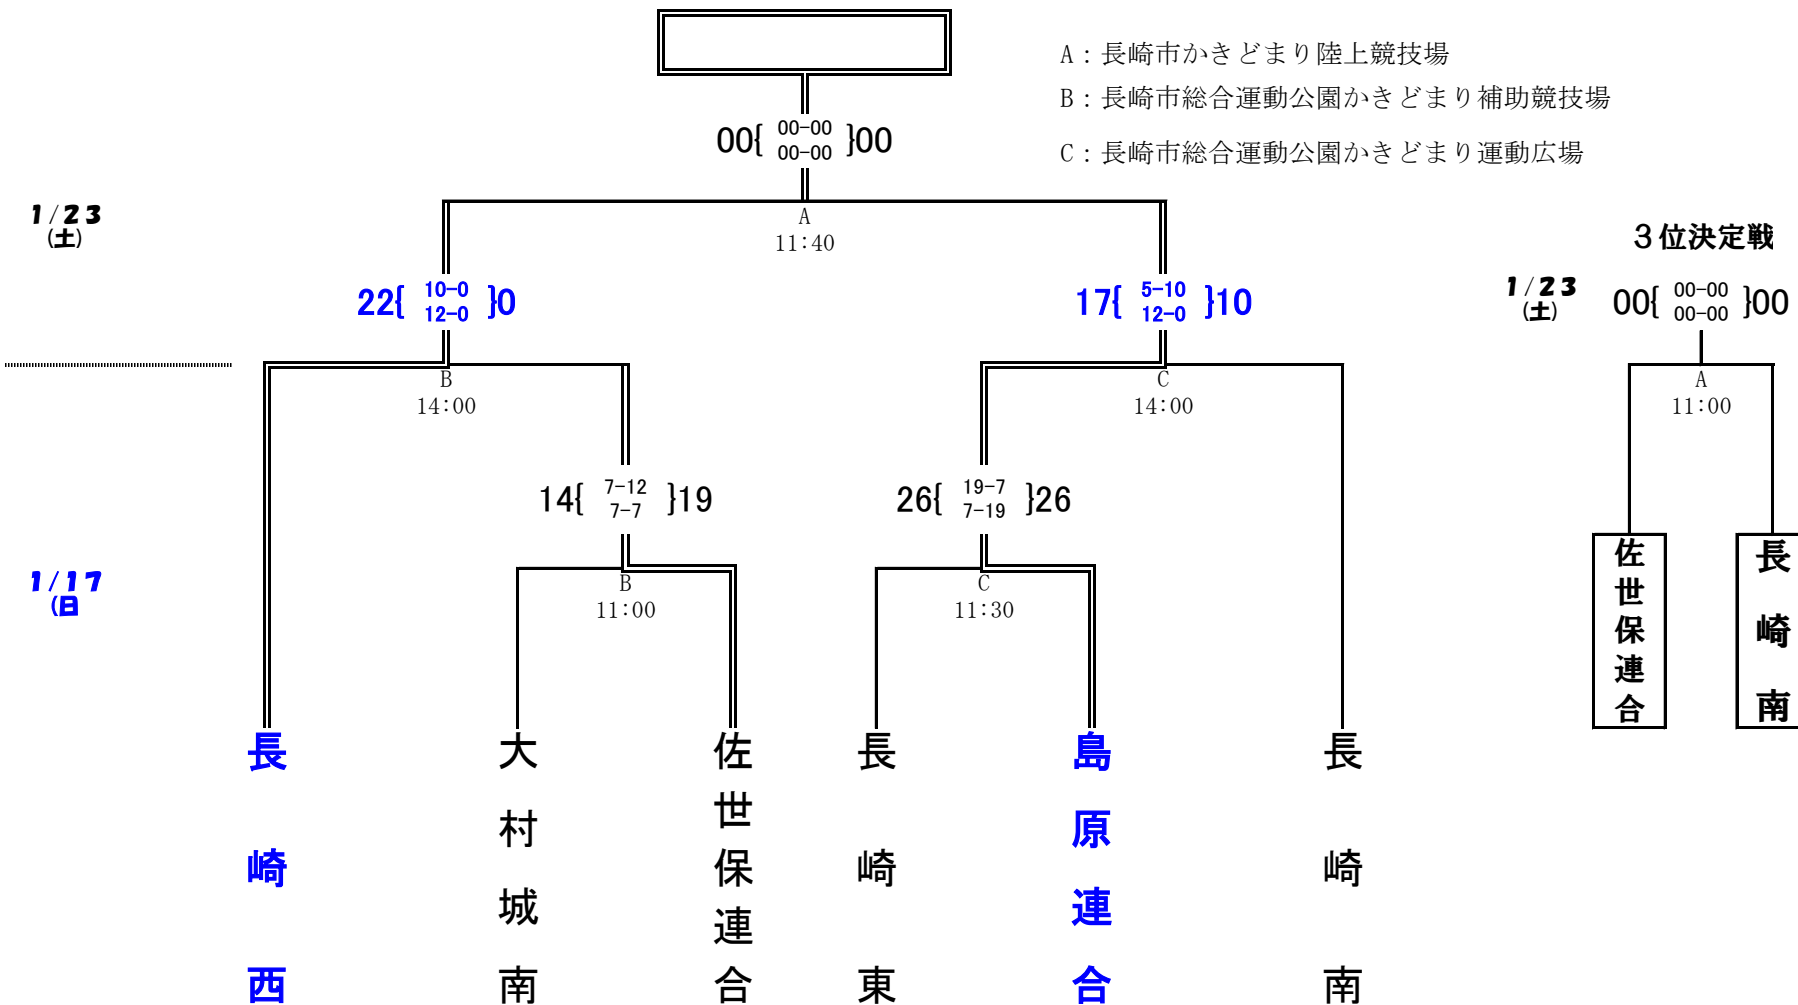 A：長崎市かきどまり陸上競技場
B：長崎市総合運動公園かきどまり補助競技場
C：長崎市総合運動公園かきどまり運動広場
00{ 00-00 }00
00-00
1/23
(土)
A
11:40
3位決定戦
22{ 10-0 }0
12-0
17{ 5-10 }10
12-0
1/23
(土)
00{ 00-00 }00
00-00
B
14:00
C
14:00
A
11:00
14{ 7-12 }19
7-7
26{ 19-7 }26
7-19
佐世保連合
長崎南
1/17
(日
B
11:00
C
11:30
長崎西
大村城南
佐世保連合
長崎東
島原連合
長崎南